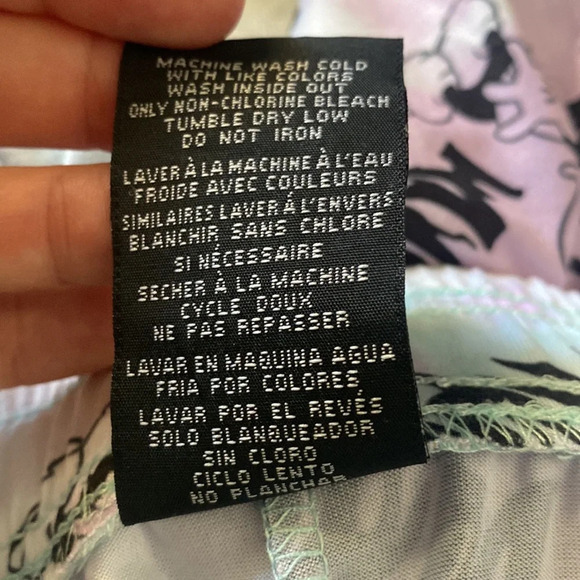 MACHINE WASH COLD
WITH LIKE COLORS
WASH INSIDE OUT
ONLY NON-CHLORINE BLEACH
TUMBLE DRY LOW
DO NOT IRON
LAVER À LA MACHINE À L'EAU
FROIDE AVEC COULEURS
SIMILAIRES LAVER À L'ENVERS
BLANCHIR SANS CHLORE
SI NÉCESSAIRE
SECHER À LA MACHINE
CYCLE DOUX
NE PAS REPASSER
LAVAR EN MAQUINA AGUA
FRIA POR COLORES
LAVAR POR EL REVÉS
SOLO BLANQUEADOR
SIN CLORO
CICLO LENTO
NO PLANCHAR